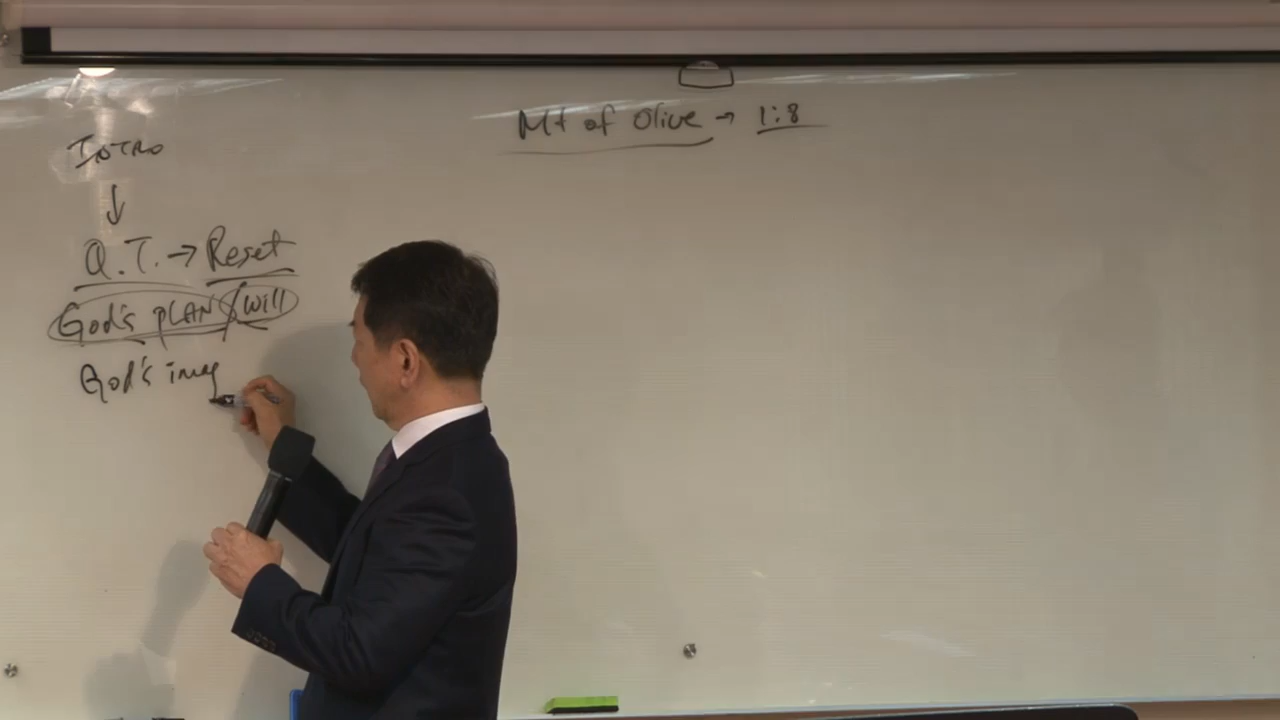 Intro
↓
Q.T. → Reset
God's PLAN (will)
God's imag
Mt of Olive → 1:8